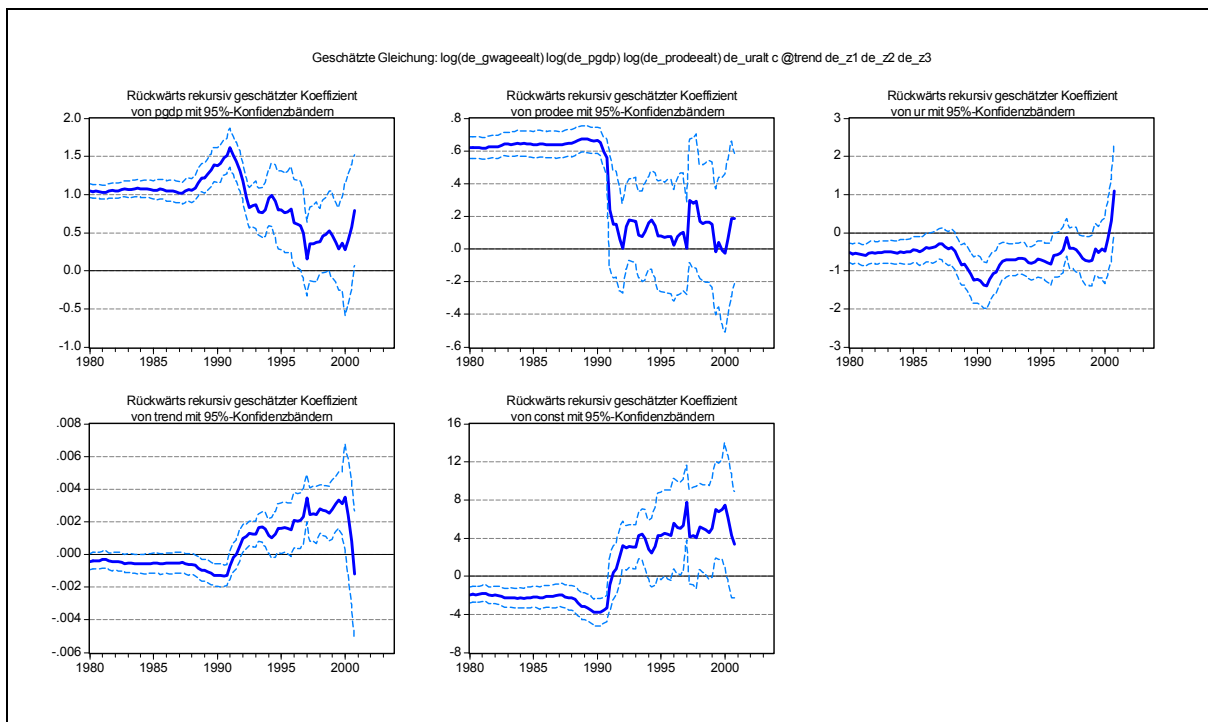 Geschätzte Gleichung: log(de_gwageealt) log(de_pgdp) log(de_prodeealt) de_uralt c @trend de_z1 de_z2 de_z3
Rückwärts rekursiv geschätzter Koeffizient
von pgdp mit 95%-Konfidenzbändern
2.0
1.5
1.0
0.5
0.0
-0.5
-1.0
1980 1985 1990 1995 2000
Rückwärts rekursiv geschätzter Koeffizient
von prodee mit 95%-Konfidenzbändern
.8
.6
.4
.2
.0
-.2
-.4
-.6
1980 1985 1990 1995 2000
Rückwärts rekursiv geschätzter Koeffizient
von ur mit 95%-Konfidenzbändern
3
2
1
0
-1
-2
-3
1980 1985 1990 1995 2000
Rückwärts rekursiv geschätzter Koeffizient
von trend mit 95%-Konfidenzbändern
.008
.006
.004
.002
.000
-.002
-.004
-.006
1980 1985 1990 1995 2000
Rückwärts rekursiv geschätzter Koeffizient
von const mit 95%-Konfidenzbändern
16
12
8
4
0
-4
-8
1980 1985 1990 1995 2000